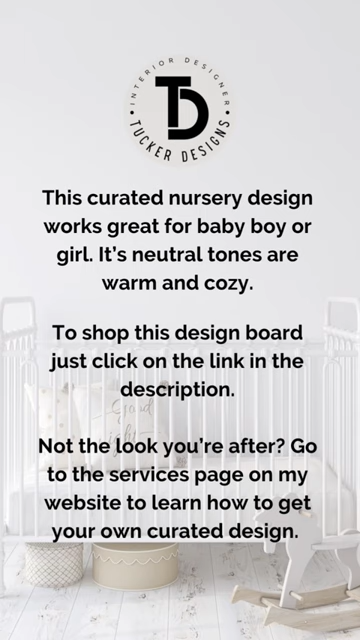 INTERIOR DESIGNER
TD
TUCKER DESIGNS
This curated nursery design
works great for baby boy or
girl. It’s neutral tones are
warm and cozy.
To shop this design board
just click on the link in the
description.
Not the look you’re after? Go
to the services page on my
website to learn how to get
your own curated design.
Good